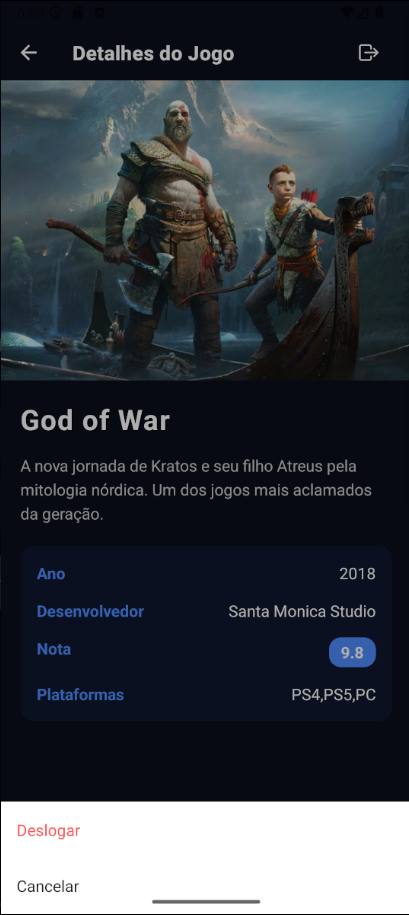 Detalhes do Jogo
God of War
A nova jornada de Kratos e seu filho Atreus pela
mitologia nórdica. Um dos jogos mais aclamados
da geração.
Ano 2018
Desenvolvedor Santa Monica Studio
Nota 9.8
Plataformas PS4,PS5,PC
Deslogar
Cancelar